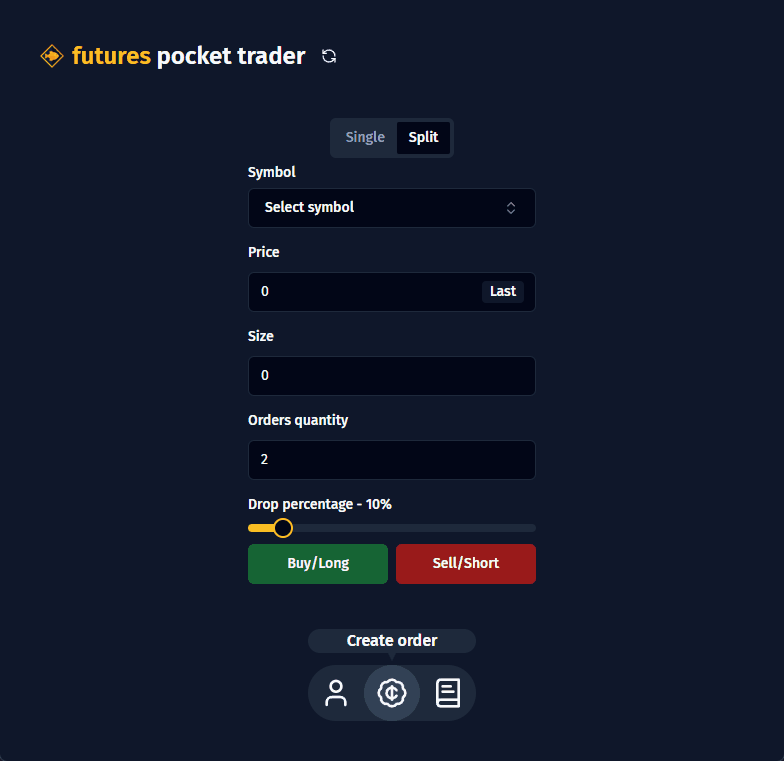 futures pocket trader
Single Split
Symbol
Select symbol
Price
0 Last
Size
0
Orders quantity
2
Drop percentage - 10%
Buy/Long Sell/Short
Create order